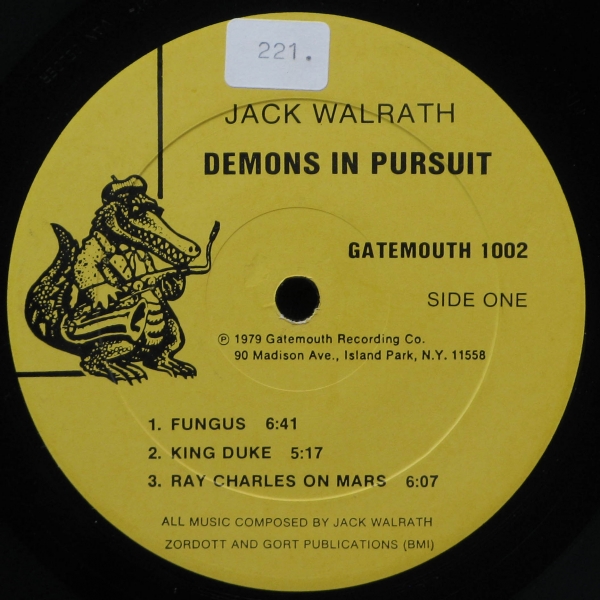 221.
JACK WALRATH
DEMONS IN PURSUIT
GATEMOUTH 1002
SIDE ONE
℗ 1979 Gatemouth Recording Co.
90 Madison Ave., Island Park, N.Y. 11558
1. FUNGUS 6:41
2. KING DUKE 5:17
3. RAY CHARLES ON MARS 6:07
ALL MUSIC COMPOSED BY JACK WALRATH
ZORDOTT AND GORT PUBLICATIONS (BMI)